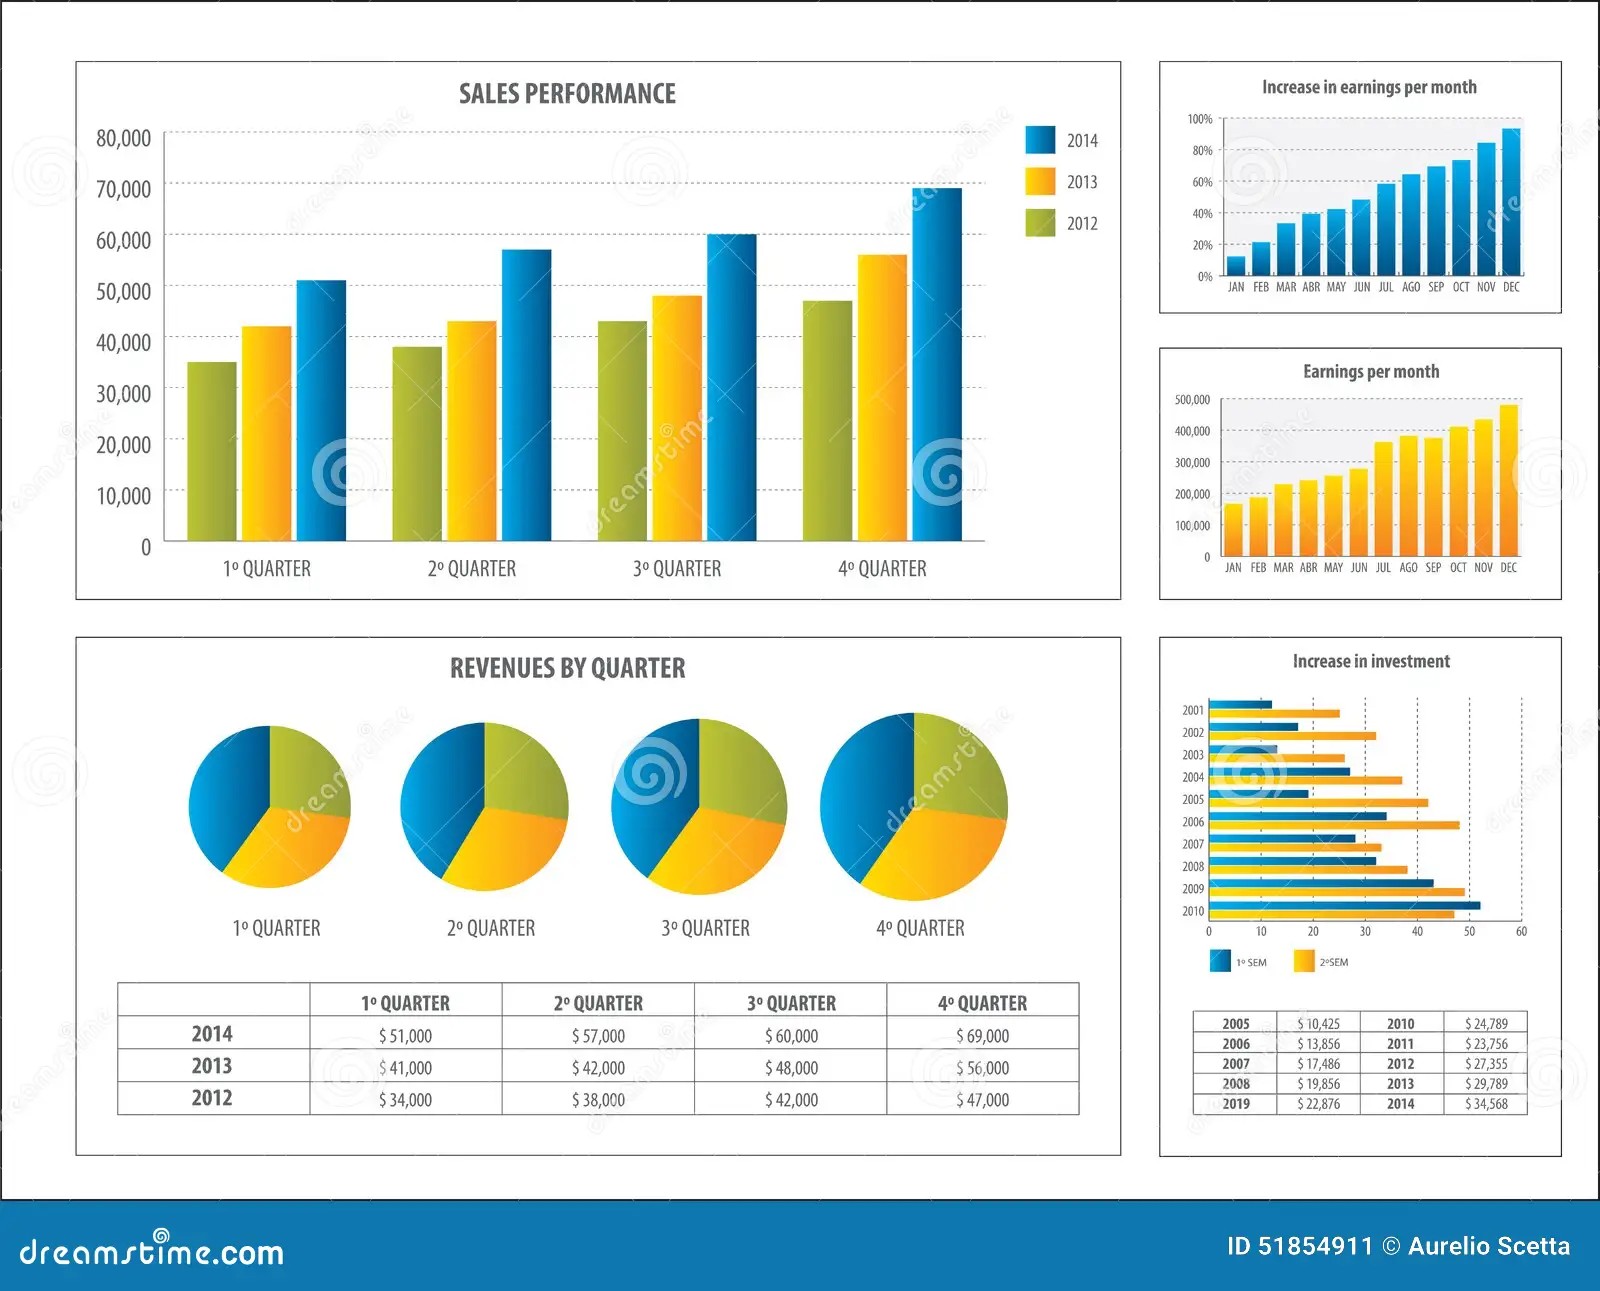 SALES PERFORMANCE
80,000
70,000
60,000
50,000
40,000
30,000
20,000
10,000
0
1º QUARTER 2º QUARTER 3º QUARTER 4º QUARTER
2014
2013
2012
Increase in earnings per month
100%
80%
60%
40%
20%
0%
JAN FEB MAR ABR MAY JUN JUL AGO SEP OCT NOV DEC
Earnings per month
500,000
400,000
300,000
200,000
100,000
0
JAN FEB MAR ABR MAY JUN JUL AGO SEP OCT NOV DEC
REVENUES BY QUARTER
1º QUARTER 2º QUARTER 3º QUARTER 4º QUARTER
1º QUARTER 2º QUARTER 3º QUARTER 4º QUARTER
2014 $ 51,000 $ 57,000 $ 60,000 $ 69,000
2013 $ 41,000 $ 42,000 $ 48,000 $ 56,000
2012 $ 34,000 $ 38,000 $ 42,000 $ 47,000
Increase in investment
2001
2002
2003
2004
2005
2006
2007
2008
2009
2010
0 10 20 30 40 50 60
1º SEM 2º SEM
2005 $ 10,425 2010 $ 24,789
2006 $ 13,856 2011 $ 23,756
2007 $ 17,486 2012 $ 27,355
2008 $ 19,856 2013 $ 29,789
2019 $ 22,876 2014 $ 34,568
dreamstime.com
ID 51854911 © Aurelio Scetta